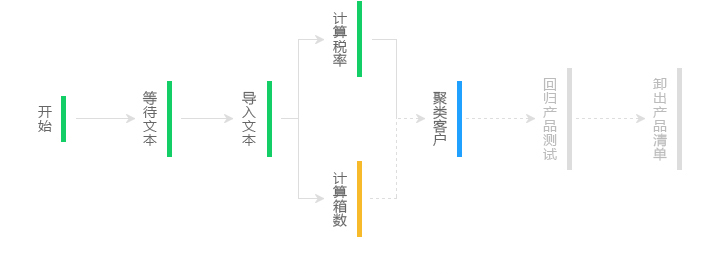 开始
等待文本
导入文本
计算税率
计算箱数
聚类客户
回归产品测试
卸出产品清单